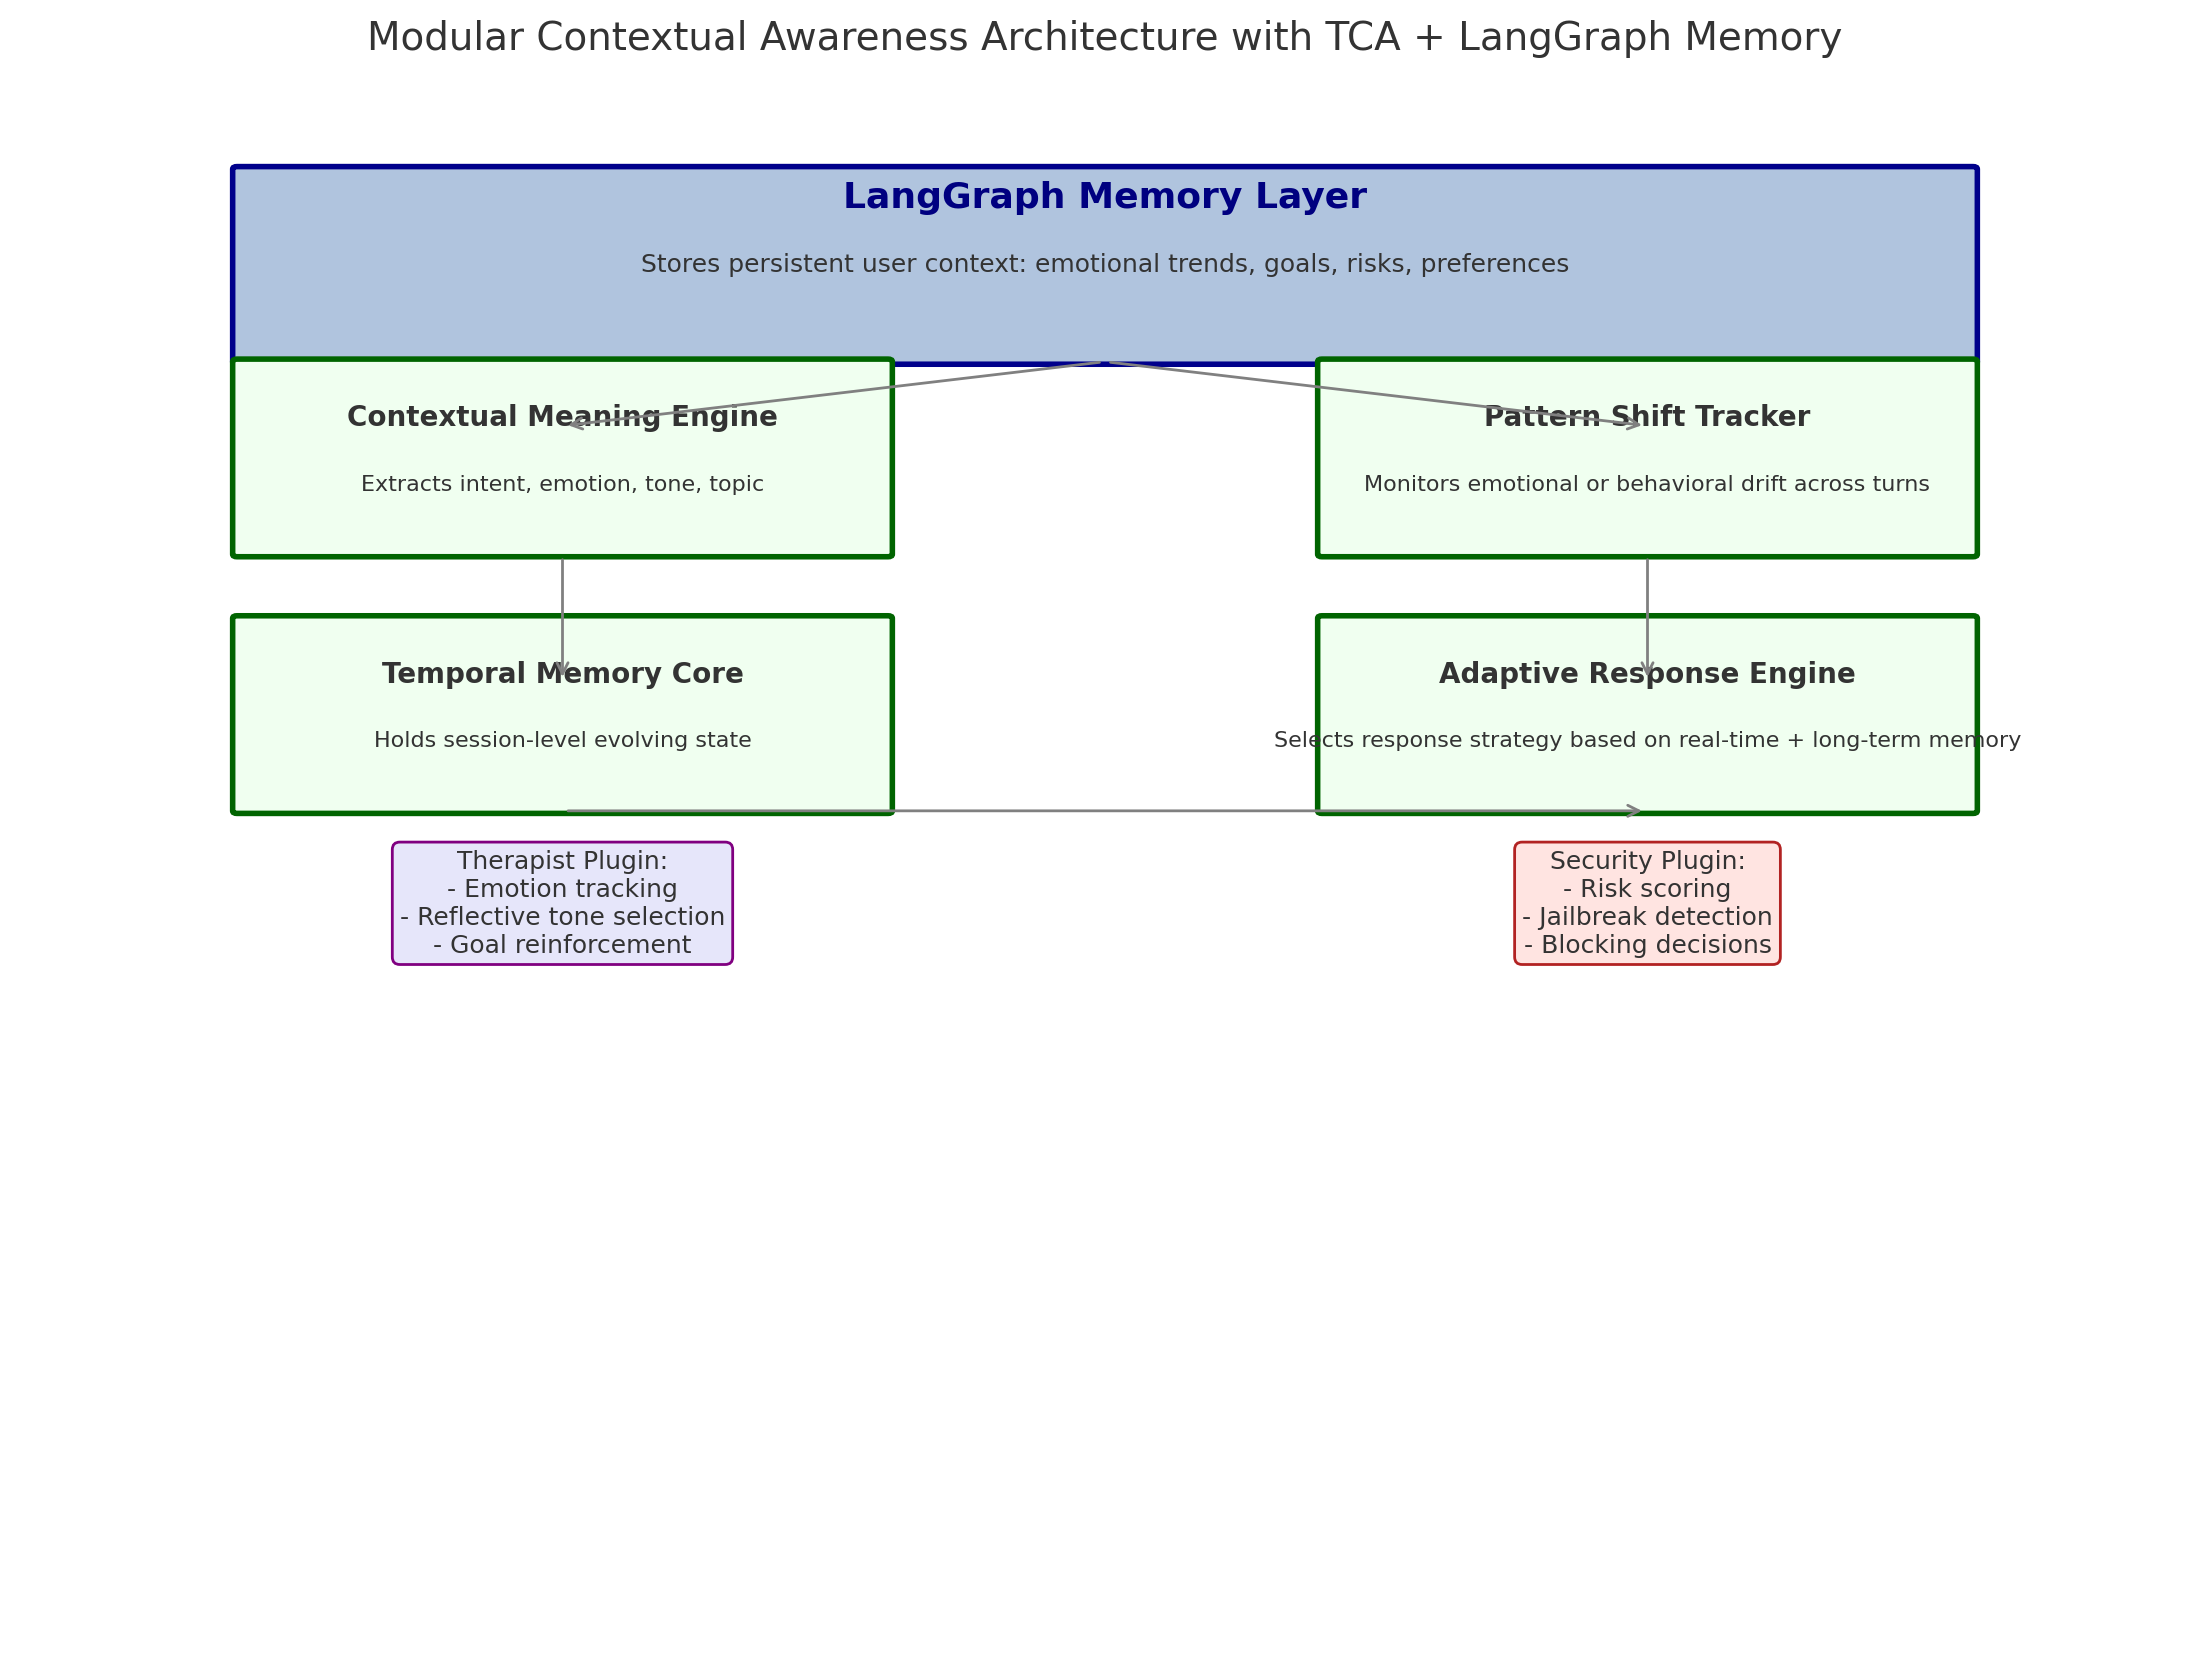 Modular Contextual Awareness Architecture with TCA + LangGraph Memory
LangGraph Memory Layer
Stores persistent user context: emotional trends, goals, risks, preferences
Contextual Meaning Engine
Extracts intent, emotion, tone, topic
Pattern Shift Tracker
Monitors emotional or behavioral drift across turns
Temporal Memory Core
Holds session-level evolving state
Adaptive Response Engine
Selects response strategy based on real-time + long-term memory
Therapist Plugin:
- Emotion tracking
- Reflective tone selection
- Goal reinforcement
Security Plugin:
- Risk scoring
- Jailbreak detection
- Blocking decisions